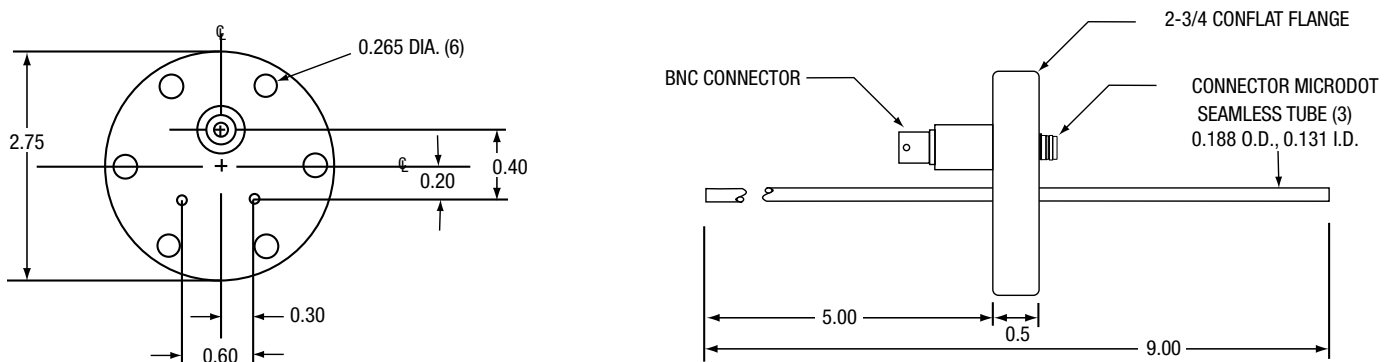 ℄
0.265 DIA. (6)
2.75
℄
0.40
0.20
0.30
0.60
2-3/4 CONFLAT FLANGE
BNC CONNECTOR
CONNECTOR MICRODOT
SEAMLESS TUBE (3)
0.188 O.D., 0.131 I.D.
5.00
0.5
9.00